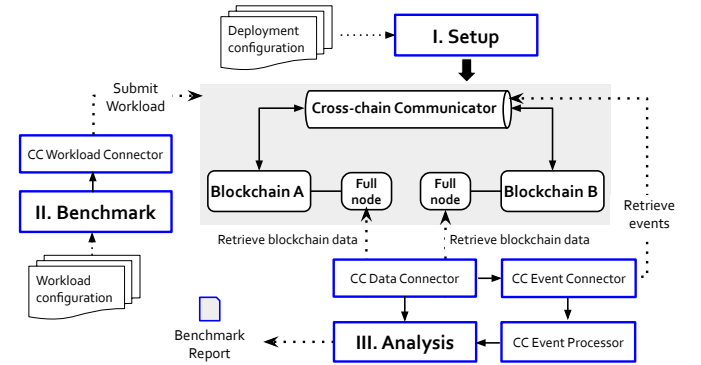 Deployment
configuration
I. Setup
Submit
Workload
Cross-chain Communicator
CC Workload Connector
Blockchain A
Full
node
Full
node
Blockchain B
II. Benchmark
Retrieve
events
Retrieve blockchain data
Retrieve blockchain data
Workload
configuration
CC Data Connector
CC Event Connector
Benchmark
Report
III. Analysis
CC Event Processor